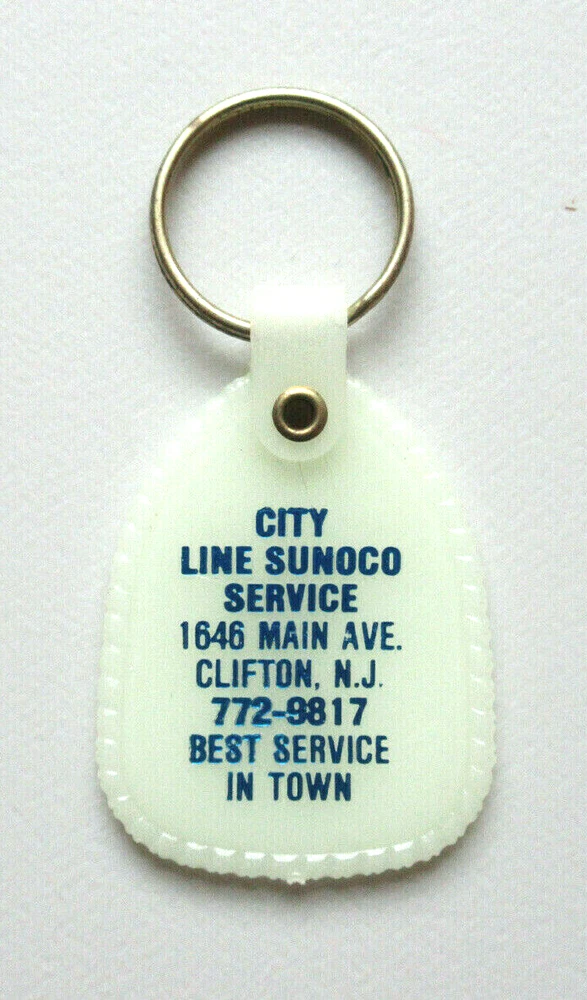 CITY
LINE SUNOCO
SERVICE
1646 MAIN AVE.
CLIFTON, N.J.
772-9817
BEST SERVICE
IN TOWN